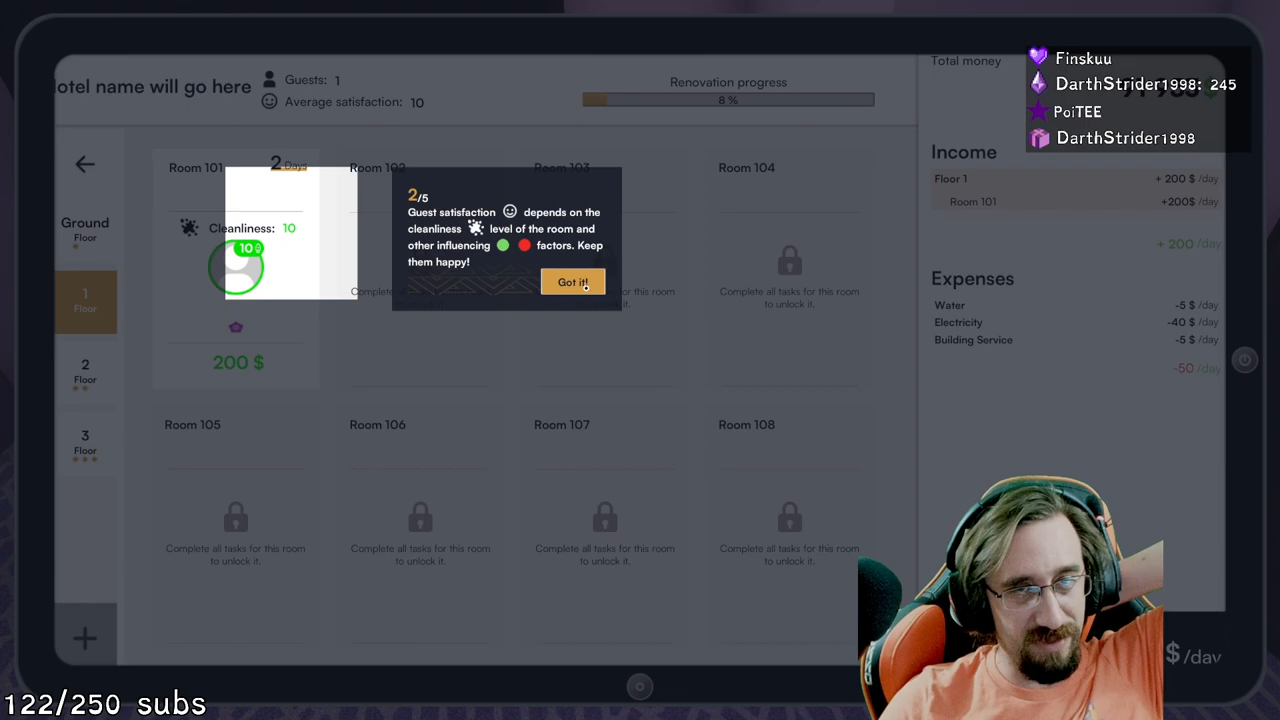 otel name will go here
Guests: 1
Average satisfaction: 10
Renovation progress
8 %
Total money
Finskuu
DarthStrider1998: 245
PoiTEE
DarthStrider1998
Room 101
2 Days
Room 102
Room 103
Room 104
Ground
Floor
1
Floor
2
Floor
3
Floor
Cleanliness: 10
10
200 $
2/5
Guest satisfaction depends on the
cleanliness level of the room and
other influencing factors. Keep
them happy!
Got it!
Complete all tasks for this room
to unlock it.
Room 105
Room 106
Room 107
Room 108
Complete all tasks for this room
to unlock it.
Complete all tasks for this room
to unlock it.
Complete all tasks for this room
to unlock it.
Complete all tasks for this room
to unlock it.
Income
Floor 1 + 200 $ /day
Room 101 +200$ /day
+ 200 /day
Expenses
Water -5 $ /day
Electricity -40 $ /day
Building Service -5 $ /day
-50 /day
$/day
122/250 subs